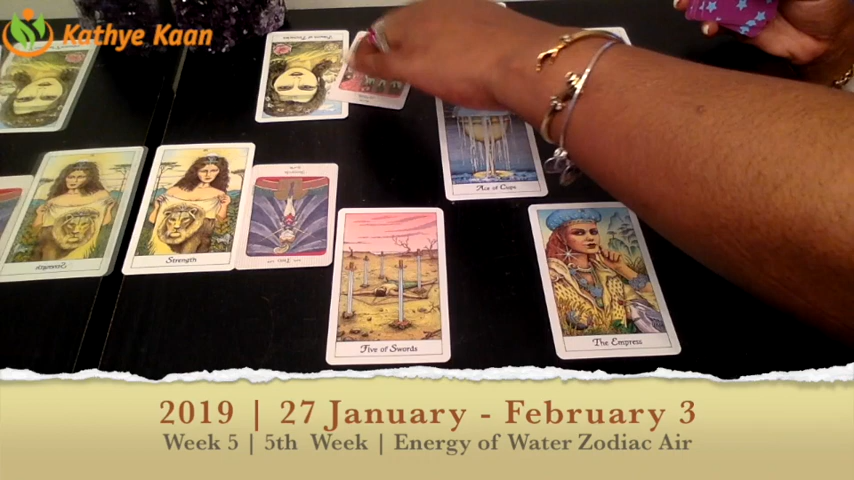 Kathye Kaan
Ace of Cups
Strength
Five of Swords
The Empress
2019 | 27 January - February 3
Week 5 | 5th Week | Energy of Water Zodiac Air